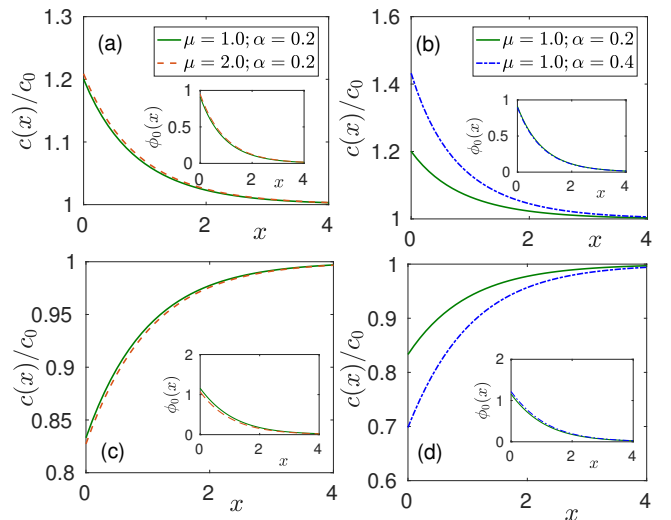 (a)
μ = 1.0; α = 0.2
μ = 2.0; α = 0.2
c(x)/c₀
1.3
1.2
1.1
1
0
2
4
x
ϕ₀(x)
1
0.5
0
0
2
4
x
(b)
μ = 1.0; α = 0.2
μ = 1.0; α = 0.4
c(x)/c₀
1.6
1.4
1.2
1
0
2
4
x
ϕ₀(x)
1
0.5
0
0
2
4
x
(c)
c(x)/c₀
1
0.95
0.9
0.85
0.8
0
2
4
x
ϕ₀(x)
2
1
0
0
2
4
x
(d)
c(x)/c₀
1
0.9
0.8
0.7
0.6
0
2
4
x
ϕ₀(x)
2
1
0
0
2
4
x